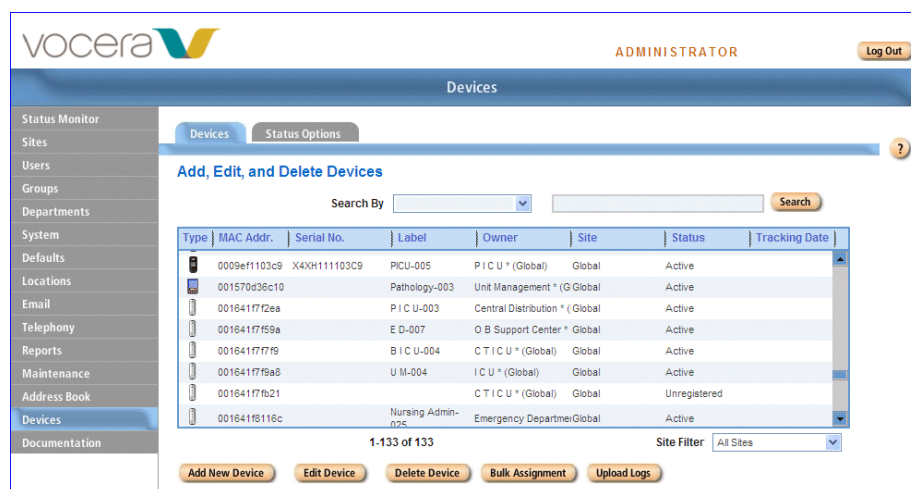 vocera
ADMINISTRATOR
Log Out
Devices
Status Monitor
Sites
Users
Groups
Departments
System
Defaults
Locations
Email
Telephony
Reports
Maintenance
Address Book
Devices
Documentation
Devices Status Options
?
Add, Edit, and Delete Devices
Search By Search
Type MAC Addr. Serial No. Label Owner Site Status Tracking Date
0009ef1103c9 X4XH111103C9 PICU-005 P I C U * (Global) Global Active
001570d36c10 Pathology-003 Unit Management * (G Global Active
001641f7f2ea P I C U-003 Central Distribution * ( Global Active
001641f7f59a E D-007 O B Support Center * Global Active
001641f7f7f9 B I C U-004 C T I C U * (Global) Global Active
001641f7f9a8 U M-004 I C U * (Global) Global Active
001641f7fb21 C T I C U * (Global) Global Unregistered
001641f8116c Nursing Admin-025 Emergency Departmen Global Active
1-133 of 133
Site Filter All Sites
Add New Device Edit Device Delete Device Bulk Assignment Upload Logs